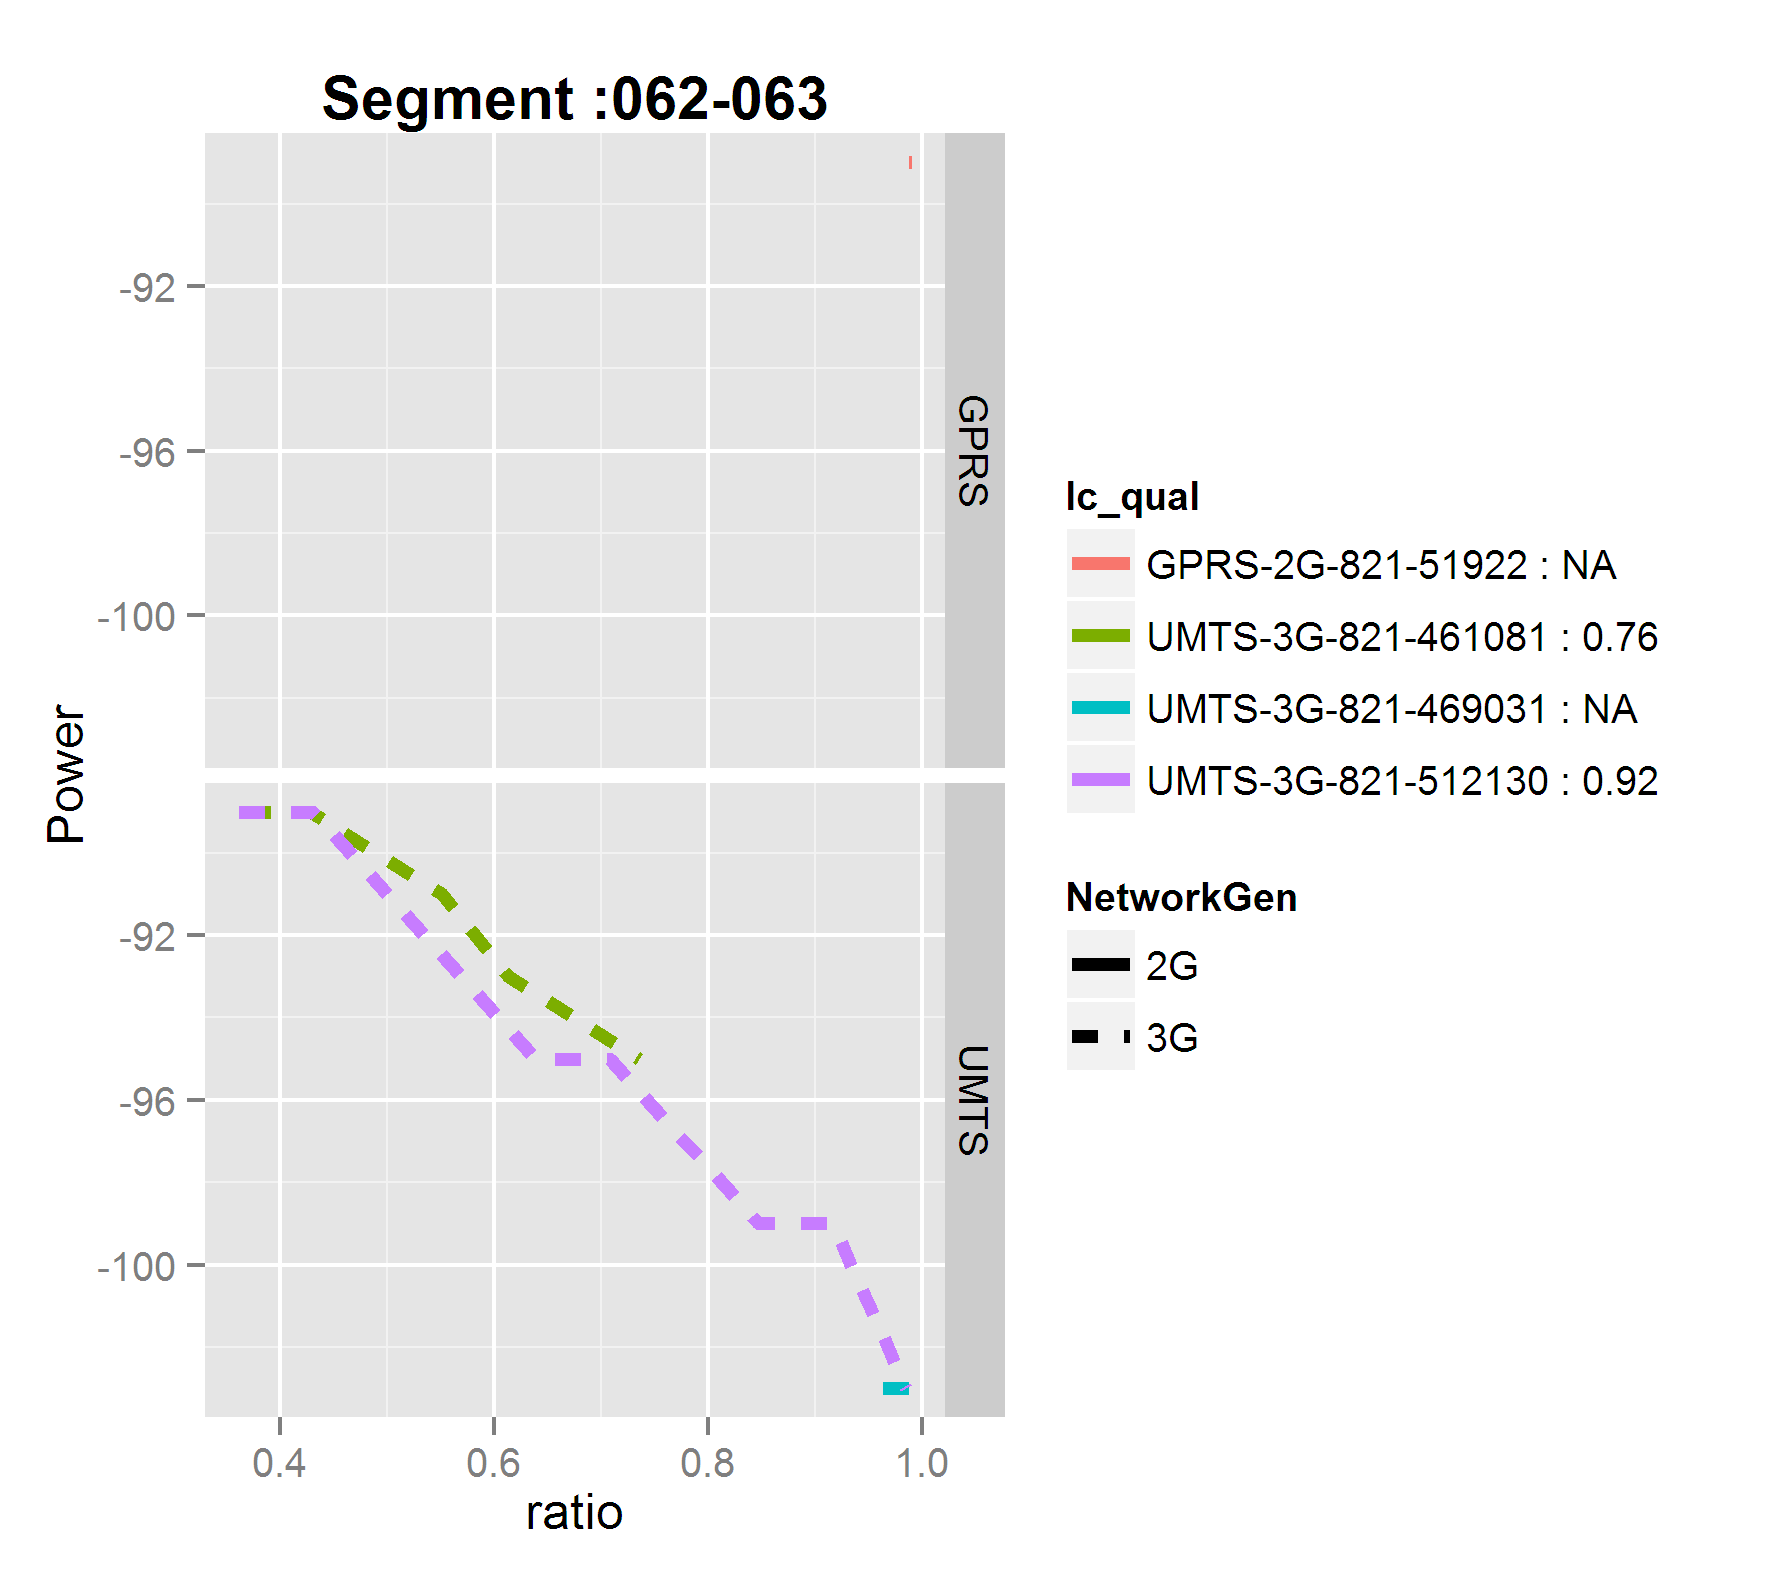 Segment :062-063
-92
-96
-100
GPRS
-92
-96
-100
UMTS
Power
0.4 0.6 0.8 1.0
ratio
lc_qual
GPRS-2G-821-51922 : NA
UMTS-3G-821-461081 : 0.76
UMTS-3G-821-469031 : NA
UMTS-3G-821-512130 : 0.92
NetworkGen
2G
3G